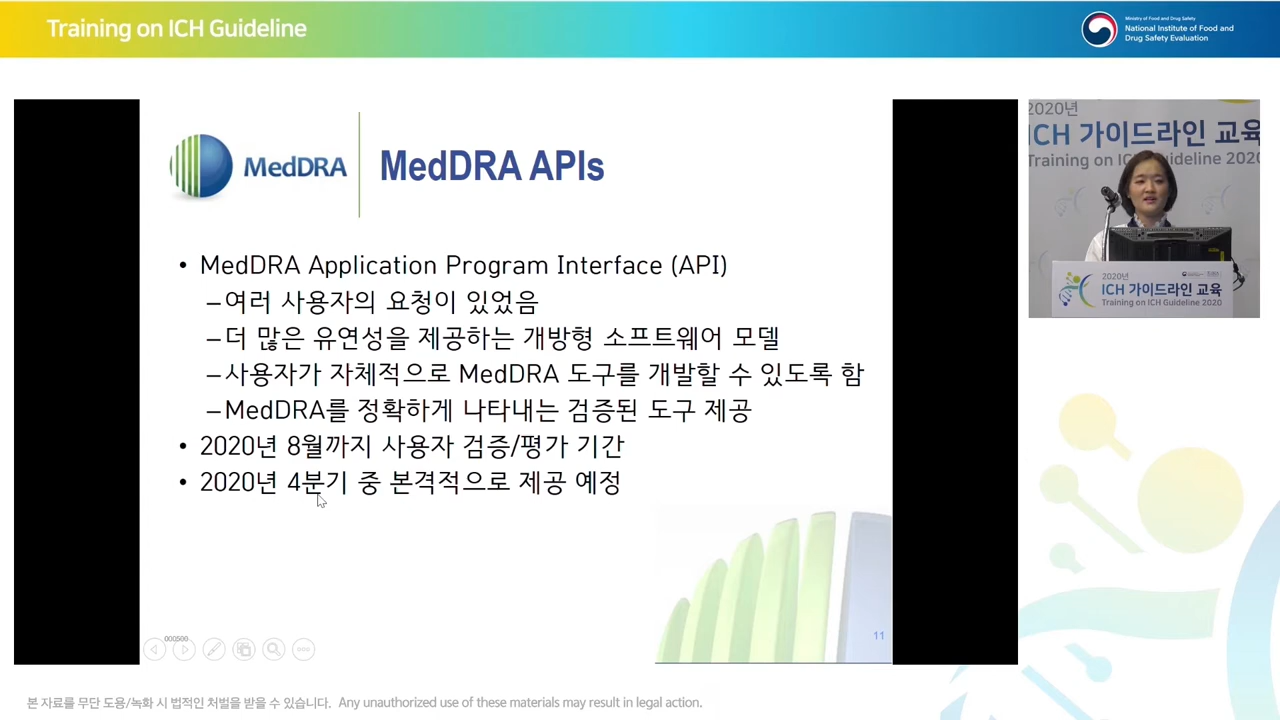 Training on ICH Guideline
Ministry of Food and Drug Safety
National Institute of Food and
Drug Safety Evaluation
MedDRA
MedDRA APIs
• MedDRA Application Program Interface (API)
–여러 사용자의 요청이 있었음
–더 많은 유연성을 제공하는 개방형 소프트웨어 모델
–사용자가 자체적으로 MedDRA 도구를 개발할 수 있도록 함
–MedDRA를 정확하게 나타내는 검증된 도구 제공
• 2020년 8월까지 사용자 검증/평가 기간
• 2020년 4분기 중 본격적으로 제공 예정
11
000500
2020년
ICH 가이드라인 교육
Training on ICH Guideline 2020
2020년
ICH 가이드라인 교육
Training on ICH Guideline 2020
본 자료를 무단 도용/녹화 시 법적인 처벌을 받을 수 있습니다. Any unauthorized use of these materials may result in legal action.